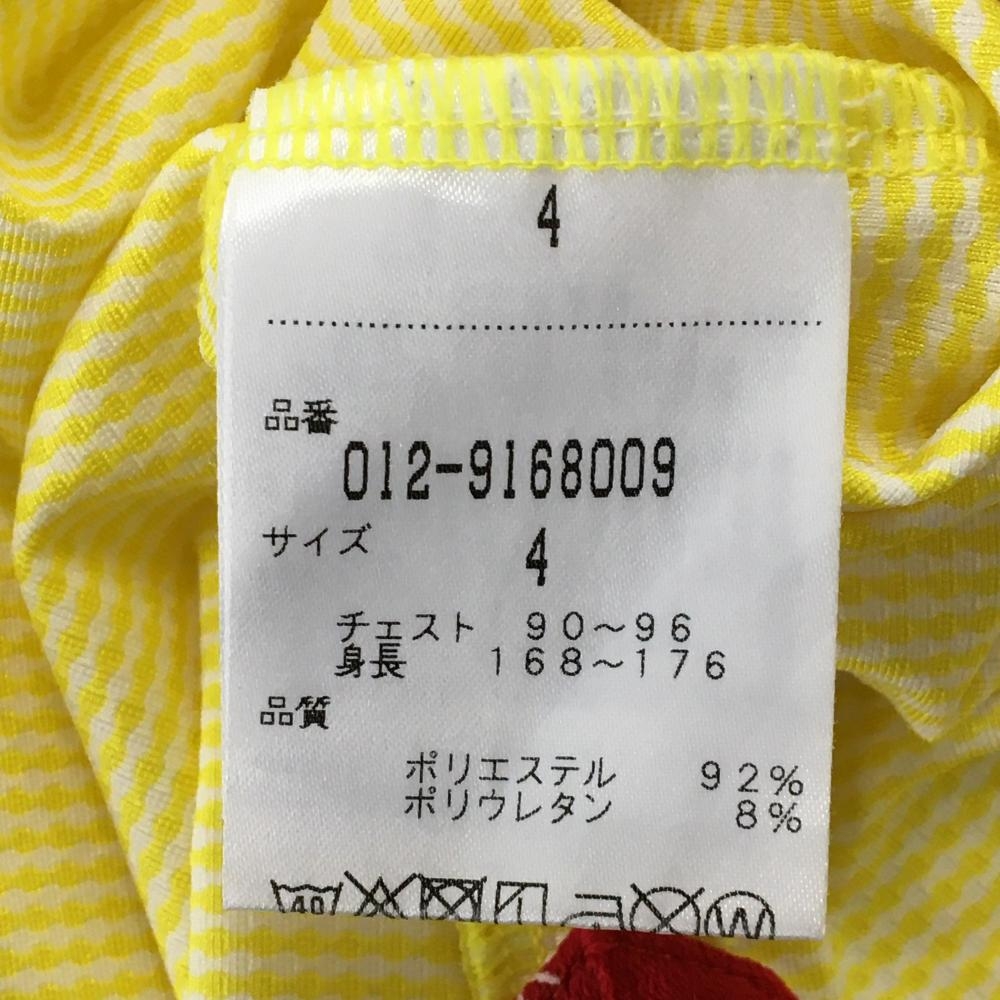 4
品番
012-9168009
サイズ 4
チェスト 90～96
身長 168～176
品質
ポリエステル 92%
ポリウレタン 8%
40
W